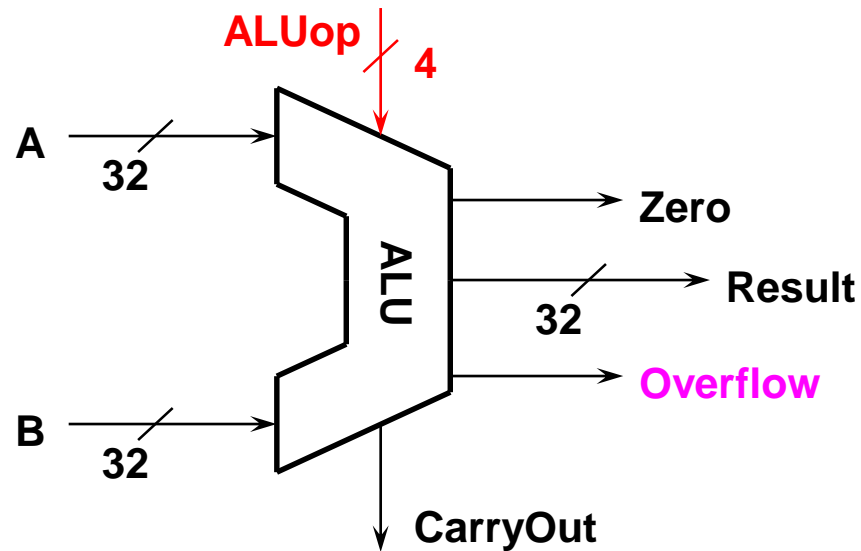 ALUop
4
A
32
Zero
ALU
Result
32
Overflow
B
32
CarryOut